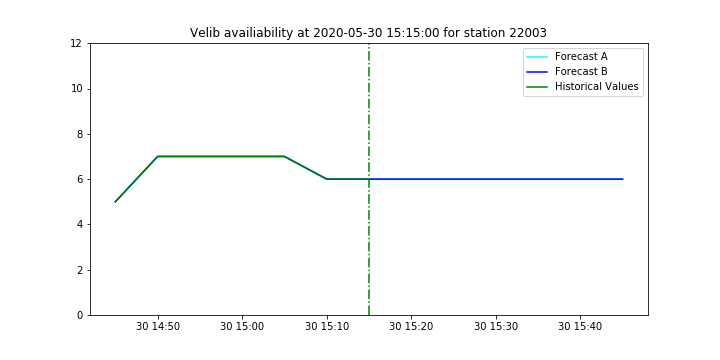 Velib availiability at 2020-05-30 15:15:00 for station 22003
Forecast A
Forecast B
Historical Values
12
10
8
6
4
2
0
30 14:50 30 15:00 30 15:10 30 15:20 30 15:30 30 15:40